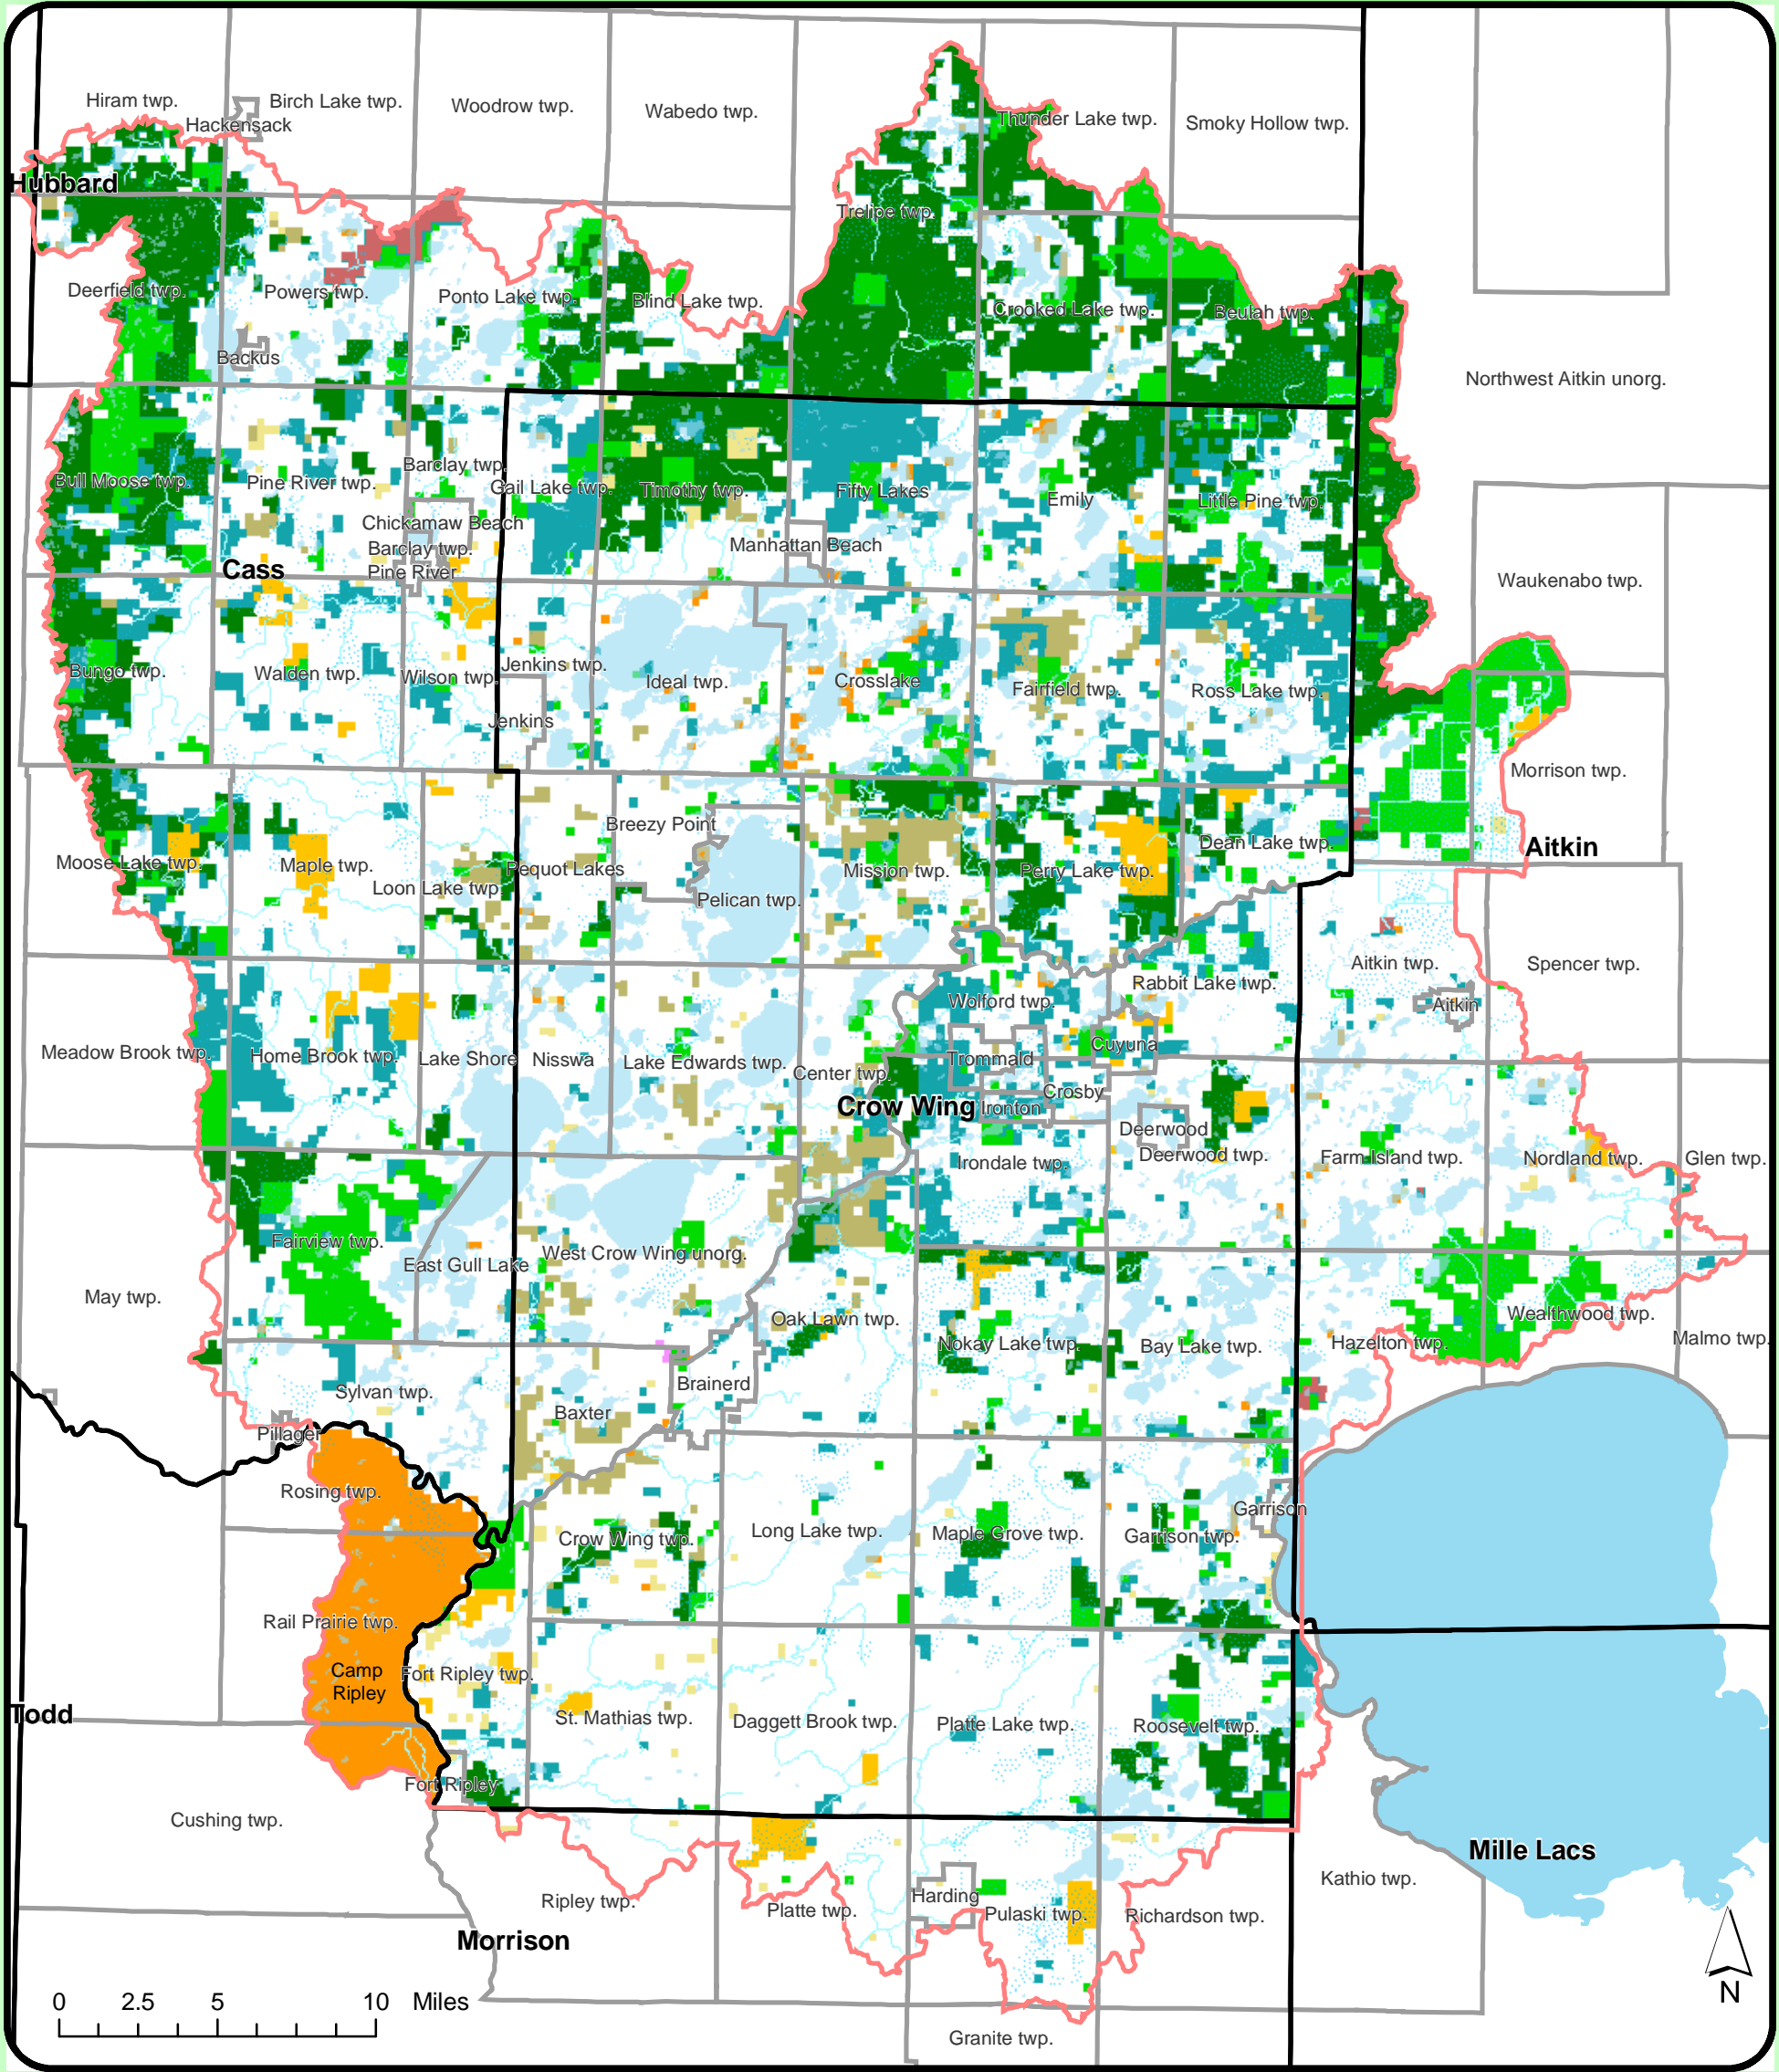 Hiram twp.
Birch Lake twp.
Woodrow twp.
Wabedo twp.
Thunder Lake twp.
Smoky Hollow twp.
Hackensack
Hubbard
Trelipe twp.
Deerfield twp.
Powers twp.
Ponto Lake twp.
Blind Lake twp.
Crooked Lake twp.
Beulah twp.
Backus
Northwest Aitkin unorg.
Bull Moose twp.
Pine River twp.
Barclay twp.
Gail Lake twp.
Timothy twp.
Fifty Lakes
Emily
Little Pine twp.
Chickamaw Beach
Barclay twp.
Manhattan Beach
Cass
Pine River
Waukenabo twp.
Bungo twp.
Walden twp.
Wilson twp.
Jenkins twp.
Ideal twp.
Crosslake
Fairfield twp.
Ross Lake twp.
Jenkins
Morrison twp.
Breezy Point
Aitkin
Moose Lake twp.
Maple twp.
Loon Lake twp.
Pequot Lakes
Pelican twp.
Mission twp.
Perry Lake twp.
Dean Lake twp.
Aitkin twp.
Spencer twp.
Rabbit Lake twp.
Wolford twp.
Aitkin
Meadow Brook twp.
Home Brook twp.
Lake Shore
Nisswa
Lake Edwards twp.
Center twp.
Trommald
Cuyuna
Crosby
Crow Wing
Ironton
Deerwood
Irondale twp.
Deerwood twp.
Farm Island twp.
Nordland twp.
Glen twp.
Fairview twp.
East Gull Lake
West Crow Wing unorg.
May twp.
Oak Lawn twp.
Nokay Lake twp.
Bay Lake twp.
Hazelton twp.
Wealthwood twp.
Malmo twp.
Sylvan twp.
Brainerd
Baxter
Pillager
Rosing twp.
Crow Wing twp.
Long Lake twp.
Maple Grove twp.
Garrison twp.
Garrison
Rail Prairie twp.
Camp
Ripley
Fort Ripley twp.
Todd
St. Mathias twp.
Daggett Brook twp.
Platte Lake twp.
Roosevelt twp.
Fort Ripley
Cushing twp.
Mille Lacs
Kathio twp.
Ripley twp.
Platte twp.
Harding
Pulaski twp.
Richardson twp.
Morrison
0 2.5 5 10 Miles
N
Granite twp.